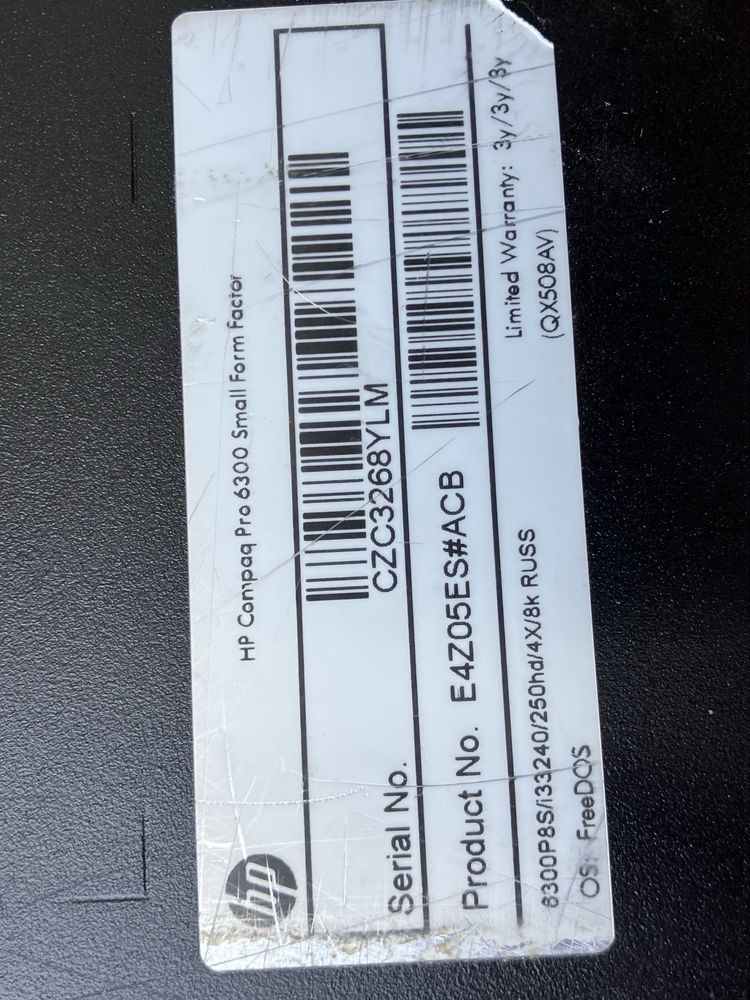 HP Compaq Pro 6300 Small Form Factor
hp
CZC3268YLM
Serial No.
Product No. E4Z05ES#ACB
6300P8S/i33240/250hd/4X/8k RUSS
Limited Warranty: 3y/3y/3y
OS: FreeDOS
(QX508AV)